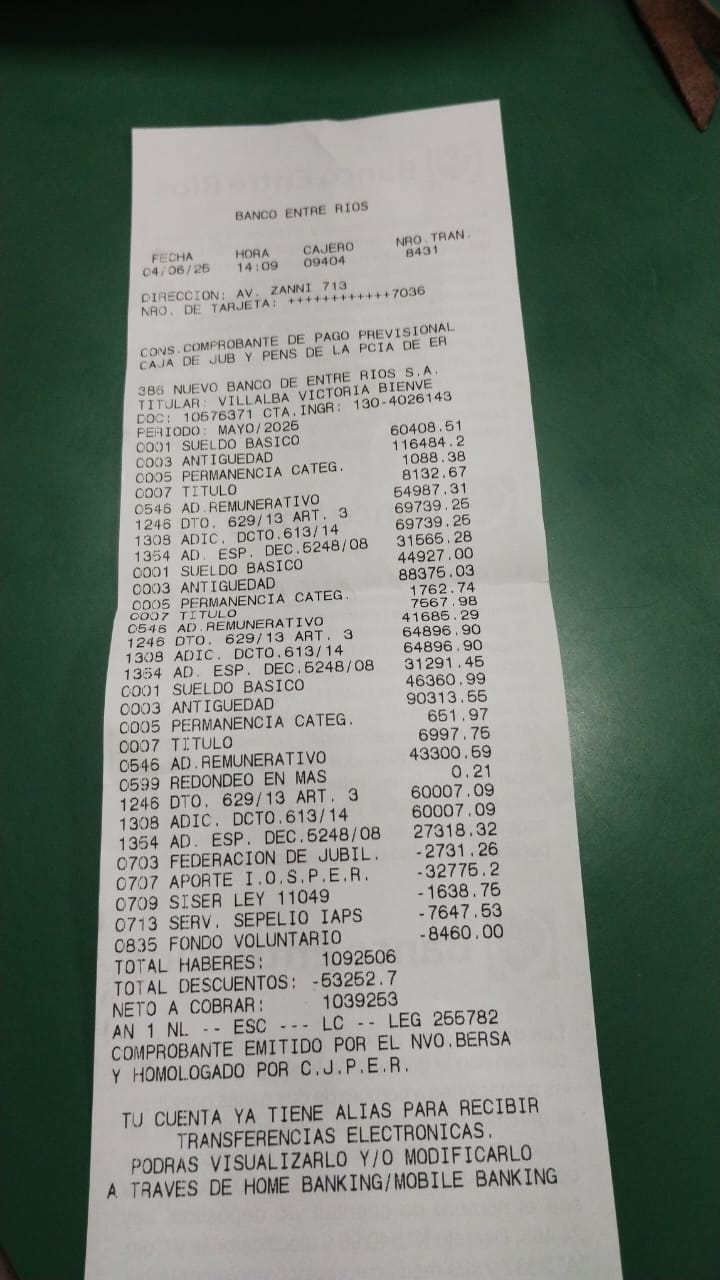 BANCO ENTRE RIOS
FECHA HORA CAJERO NRO.TRAN.
04/06/25 14:09 09404 8431
DIRECCION: AV. ZANNI 713
NRO. DE TARJETA: ++++++++++++7036
CONS.COMPROBANTE DE PAGO PREVISIONAL
CAJA DE JUB Y PENS DE LA PCIA DE ER
386 NUEVO BANCO DE ENTRE RIOS S.A.
TITULAR: VILLALBA VICTORIA BIENVE
DOC: 10576371 CTA.INGR: 130-4026143
PERIODO: MAYO/2025
0001 SUELDO BASICO 60408.51
0003 ANTIGUEDAD 116484.2
0005 PERMANENCIA CATEG. 1088.38
0007 TITULO 8132.67
0546 AD.REMUNERATIVO 54987.31
1246 DTO. 629/13 ART. 3 69739.25
1308 ADIC. DCTO.613/14 69739.25
1354 AD. ESP. DEC.5248/08 31565.28
0001 SUELDO BASICO 44927.00
0003 ANTIGUEDAD 88375.03
0005 PERMANENCIA CATEG. 1762.74
0007 TITULO 7567.98
0546 AD.REMUNERATIVO 41685.29
1246 DTO. 629/13 ART. 3 64896.90
1308 ADIC. DCTO.613/14 64896.90
1354 AD. ESP. DEC.5248/08 31291.45
0001 SUELDO BASICO 46360.99
0003 ANTIGUEDAD 90313.55
0005 PERMANENCIA CATEG. 651.97
0007 TITULO 6997.75
0546 AD.REMUNERATIVO 43300.59
0599 REDONDEO EN MAS 0.21
1246 DTO. 629/13 ART. 3 60007.09
1308 ADIC. DCTO.613/14 60007.09
1354 AD. ESP. DEC.5248/08 27318.32
0703 FEDERACION DE JUBIL. -2731.26
0707 APORTE I.O.S.P.E.R. -32775.2
0709 SISER LEY 11049 -1638.75
0713 SERV. SEPELIO IAPS -7647.53
0835 FONDO VOLUNTARIO -8460.00
TOTAL HABERES: 1092506
TOTAL DESCUENTOS: -53252.7
NETO A COBRAR: 1039253
AN 1 NL -- ESC --- LC -- LEG 255782
COMPROBANTE EMITIDO POR EL NVO.BERSA
Y HOMOLOGADO POR C.J.P.E.R.
TU CUENTA YA TIENE ALIAS PARA RECIBIR
TRANSFERENCIAS ELECTRONICAS.
PODRAS VISUALIZARLO Y/O MODIFICARLO
A TRAVES DE HOME BANKING/MOBILE BANKING